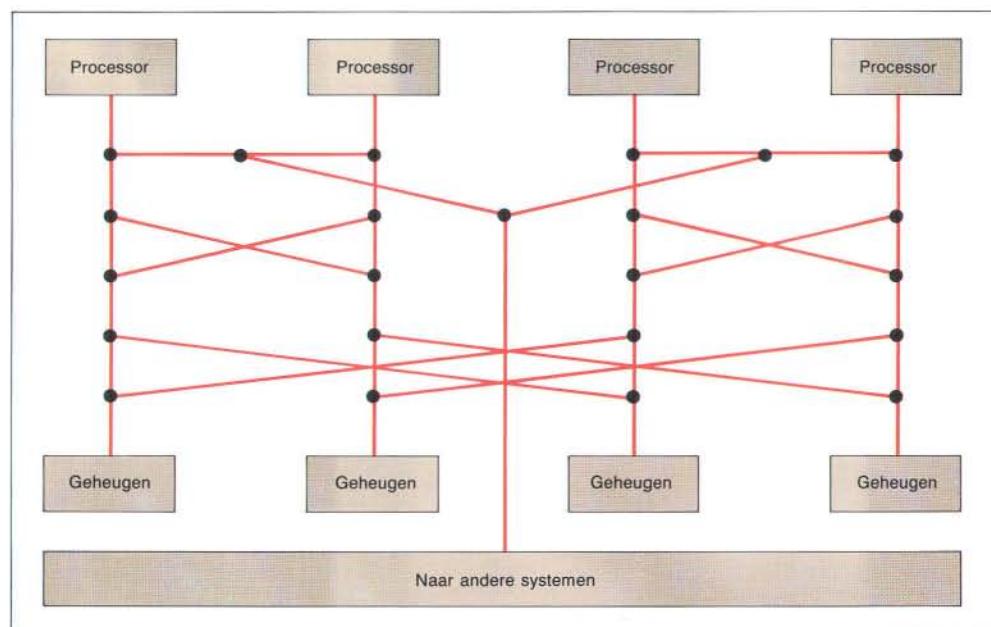 Processor
Processor
Processor
Processor
Geheugen
Geheugen
Geheugen
Geheugen
Naar andere systemen